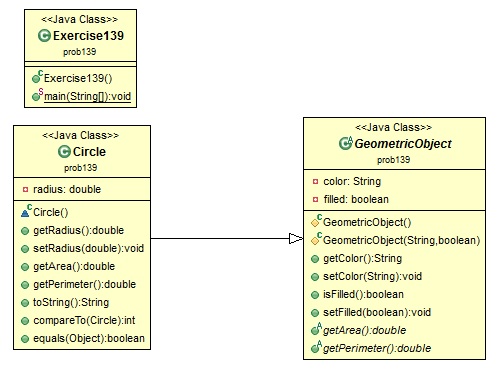 <<Java Class>>
Exercise139
prob139
Exercise139()
main(String[]):void
<<Java Class>>
Circle
prob139
radius: double
Circle()
getRadius():double
setRadius(double):void
getArea():double
getPerimeter():double
toString():String
compareTo(Circle):int
equals(Object):boolean
<<Java Class>>
GeometricObject
prob139
color: String
filled: boolean
GeometricObject()
GeometricObject(String,boolean)
getColor():String
setColor(String):void
isFilled():boolean
setFilled(boolean):void
getArea():double
getPerimeter():double